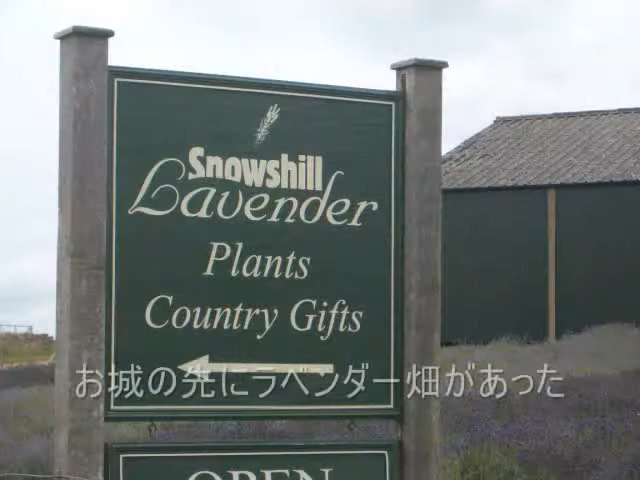 Snowshill
Lavender
Plants
Country Gifts
お城の先にラベンダー畑があった
OPEN